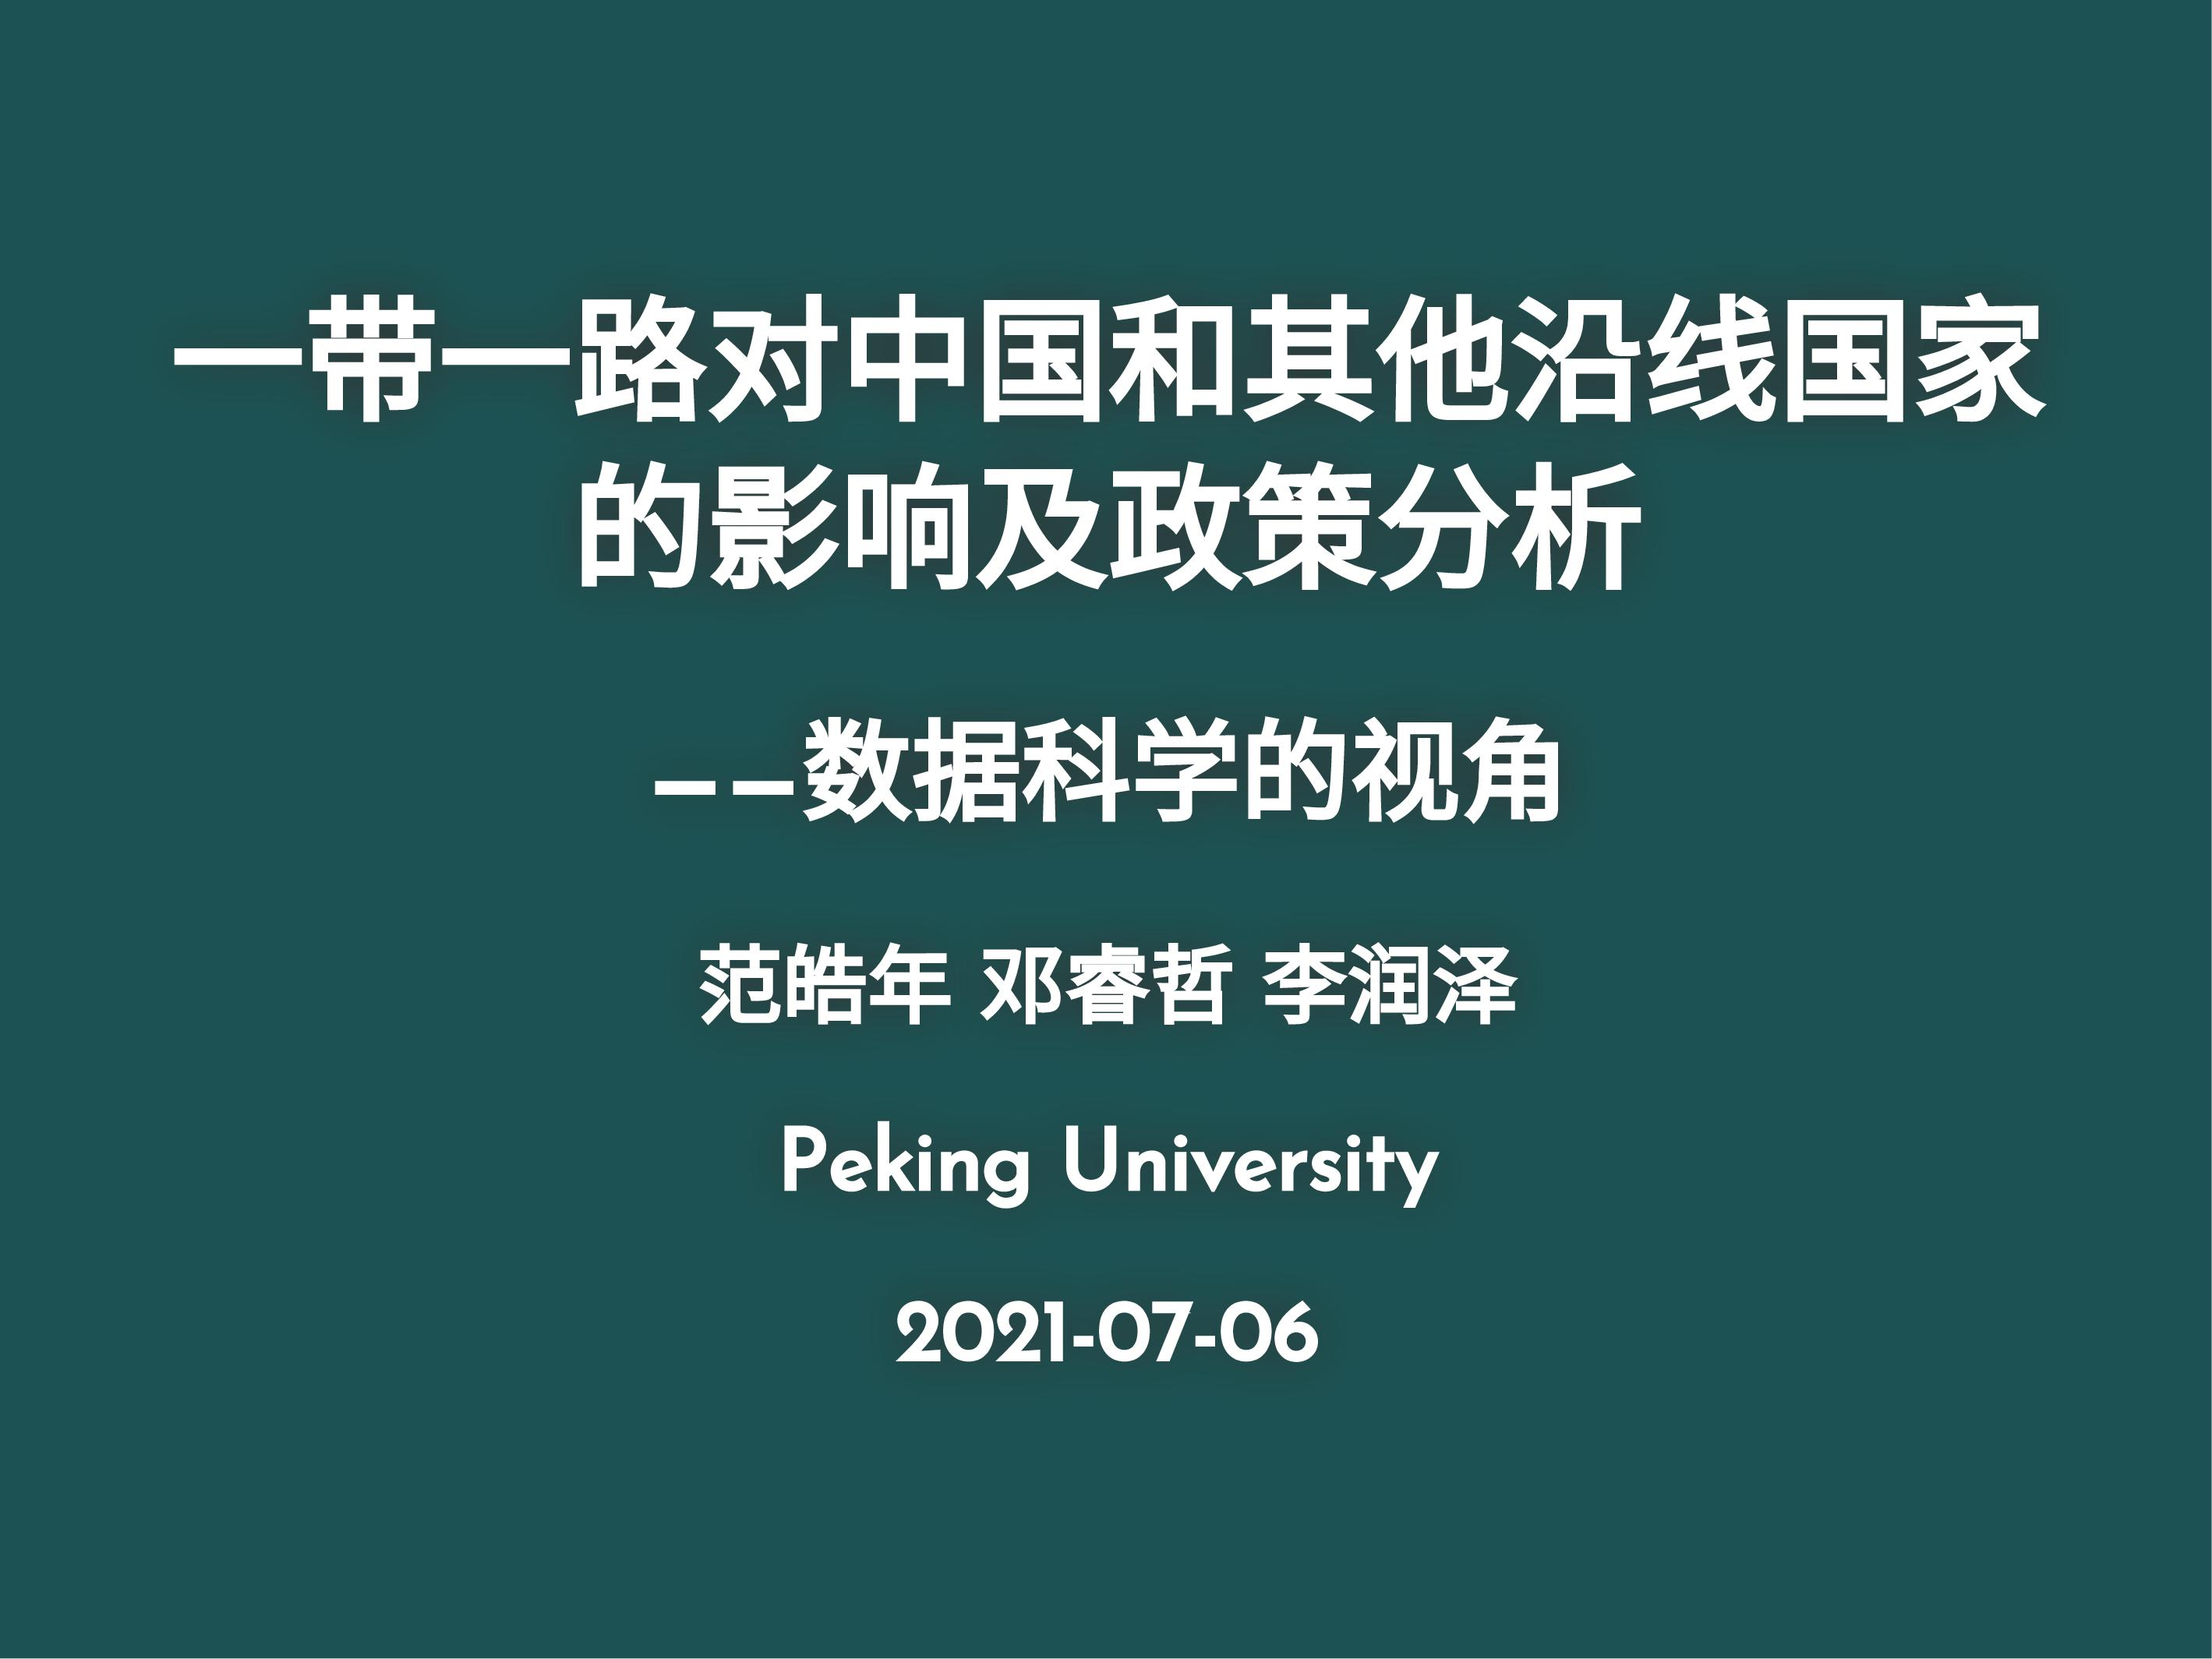 一带一路对中国和其他沿线国家
的影响及政策分析
——数据科学的视角
范皓年 邓睿哲 李润泽
Peking University
2021-07-06